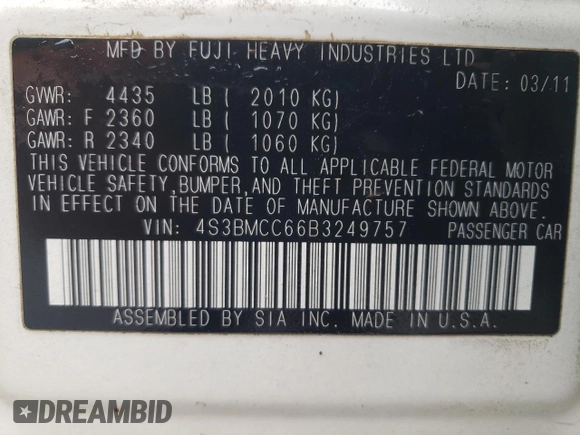 MFD BY FUJI HEAVY INDUSTRIES LTD
DATE: 03/11
GVWR: 4435 LB ( 2010 KG)
GAWR: F 2360 LB ( 1070 KG)
GAWR: R 2340 LB ( 1060 KG)
THIS VEHICLE CONFORMS TO ALL APPLICABLE FEDERAL MOTOR
VEHICLE SAFETY,BUMPER,AND THEFT PREVENTION STANDARDS
IN EFFECT ON THE DATE OF MANUFACTURE SHOWN ABOVE.
VIN: 4S3BMCC66B3249757 PASSENGER CAR
ASSEMBLED BY SIA INC. MADE IN U.S.A.
DREAMBID